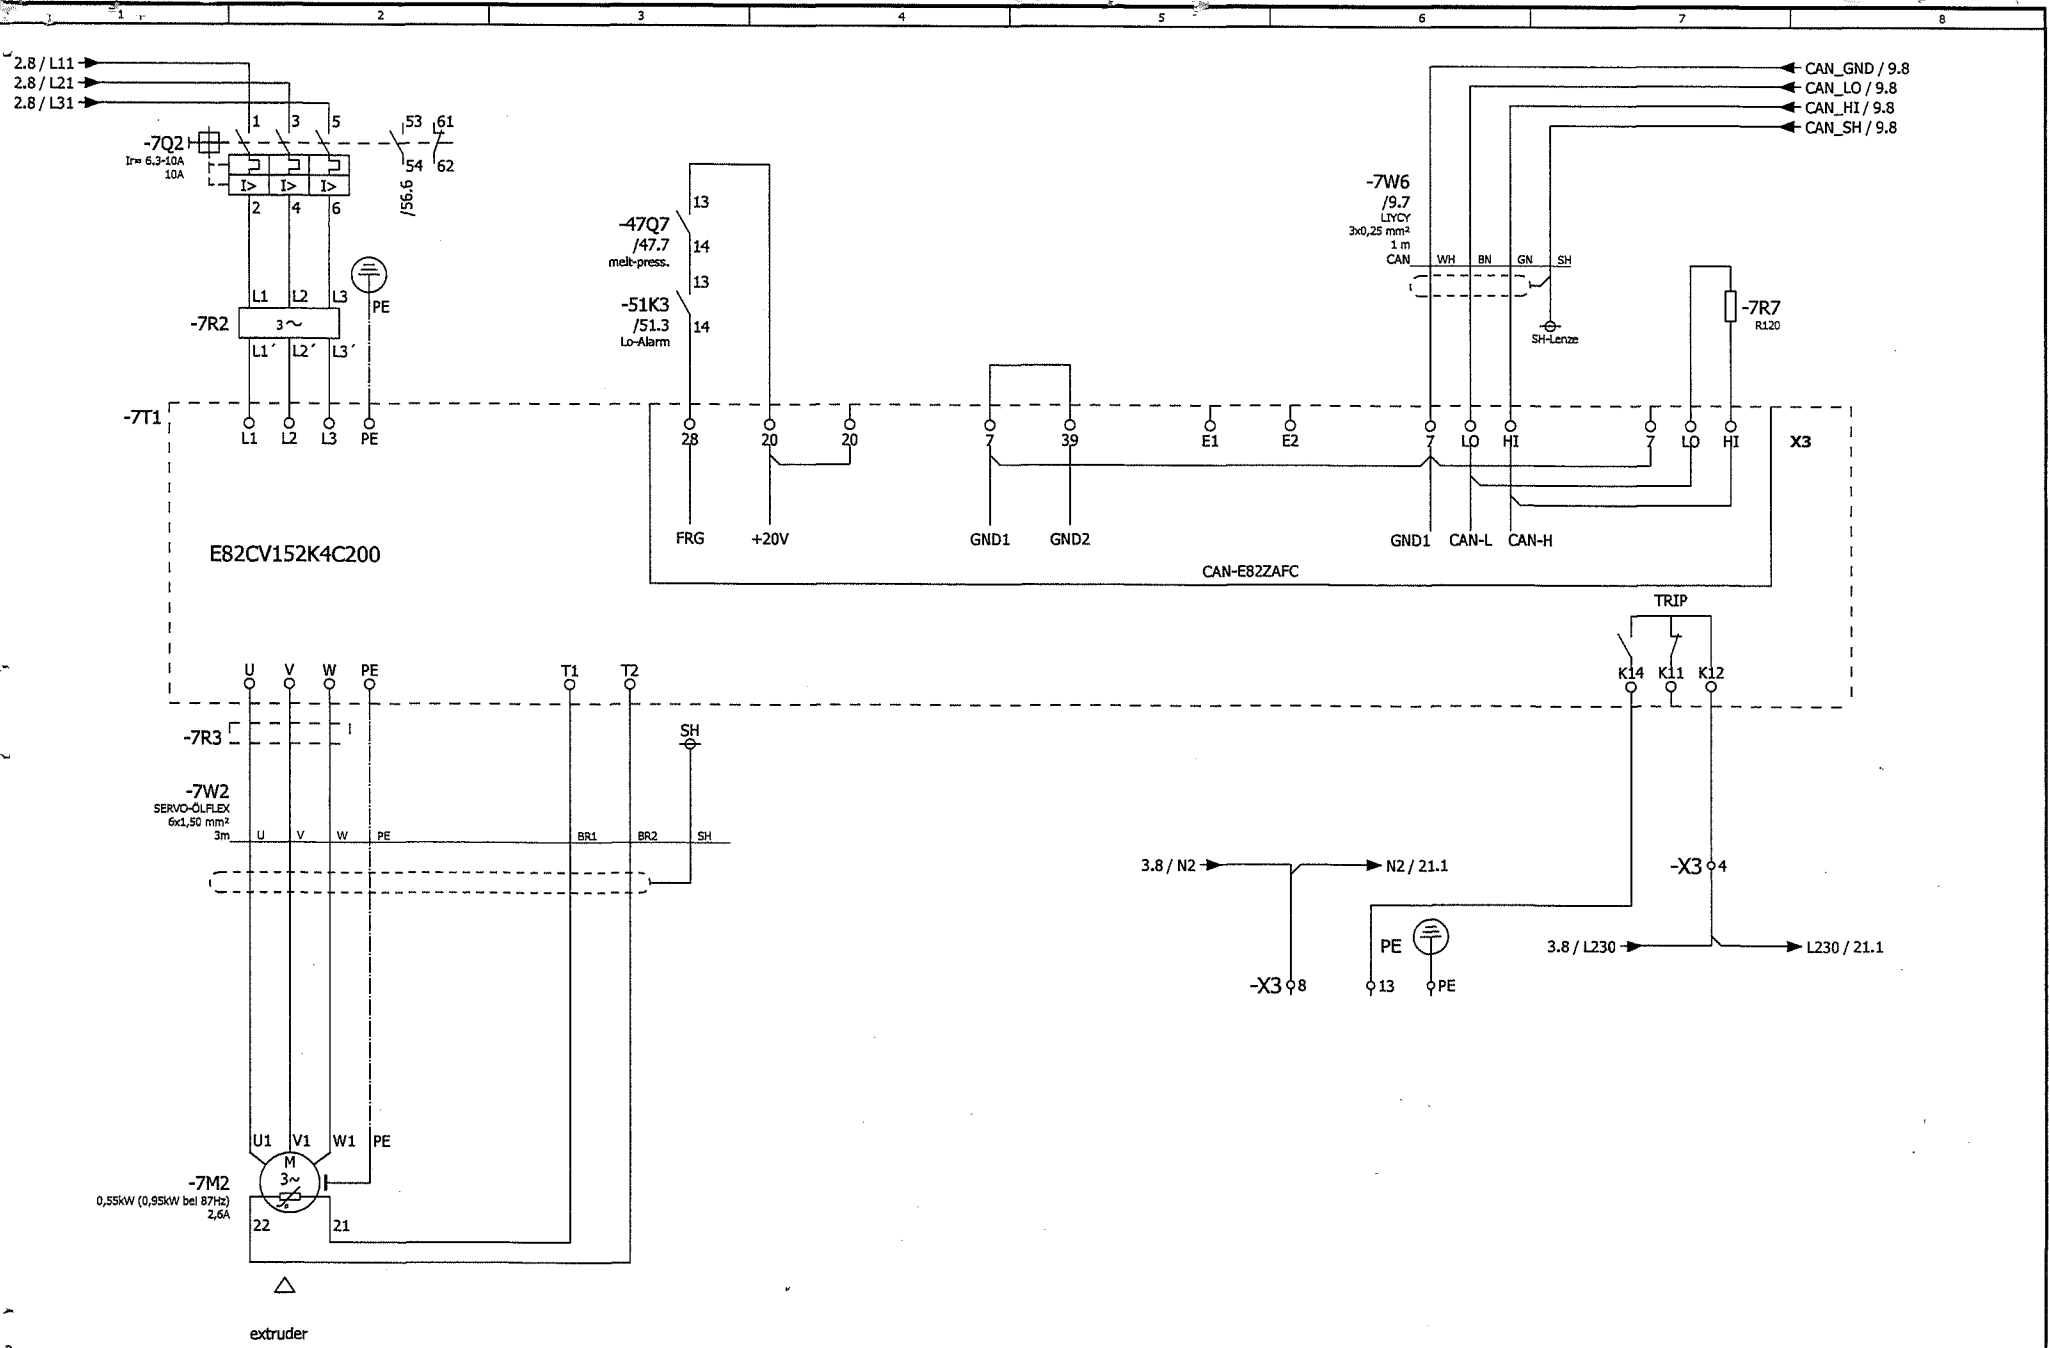 1 2 3 4 5 6 7 8
2.8 / L11
2.8 / L21
2.8 / L31
CAN_GND / 9.8
CAN_LO / 9.8
CAN_HI / 9.8
CAN_SH / 9.8
1 3 5 53 61
-7Q2
Ir= 6.3-10A
10A
54 62
I> I> I>
2 4 6
/56.6
-7W6
/9.7
LIYCY
3x0,25 mm²
1 m
CAN WH BN GN SH
13
-47Q7
/47.7
14
melt-press.
13
-51K3
/51.3
14
Lo-Alarm
L1 L2 L3 PE
-7R2 3~
L1´ L2´ L3´
-7R7
R120
SH-Lenze
-7T1
L1 L2 L3 PE 28 20 20 7 39 E1 E2 7 LO HI 7 LO HI X3
FRG +20V GND1 GND2 GND1 CAN-L CAN-H
E82CV152K4C200
CAN-E82ZAFC
TRIP
K14 K11 K12
U V W PE T1 T2
-7R3
SH
-7W2
SERVO-ÖLFLEX
6x1,50 mm²
3m U V W PE BR1 BR2 SH
3.8 / N2 N2 / 21.1
-X3 4
PE
3.8 / L230 L230 / 21.1
-X3 8 13 PE
U1 V1 W1 PE
M
3~
-7M2
0,55kW (0,95kW bei 87Hz)
2,6A
22 21
extruder